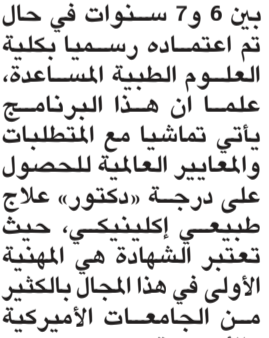 بين 6 و7 سنوات في حال
تم اعتماده رسميا بكلية
العلوم الطبية المساعدة،
علما ان هذا البرنامج
يأتي تماشيا مع المتطلبات
والمعايير العالمية للحصول
على درجة «دكتور» علاج
طبيعي إكلينيكي، حيث
تعتبر الشهادة هي المهنية
الأولى في هذا المجال بالكثير
من الجامعات الأميركية